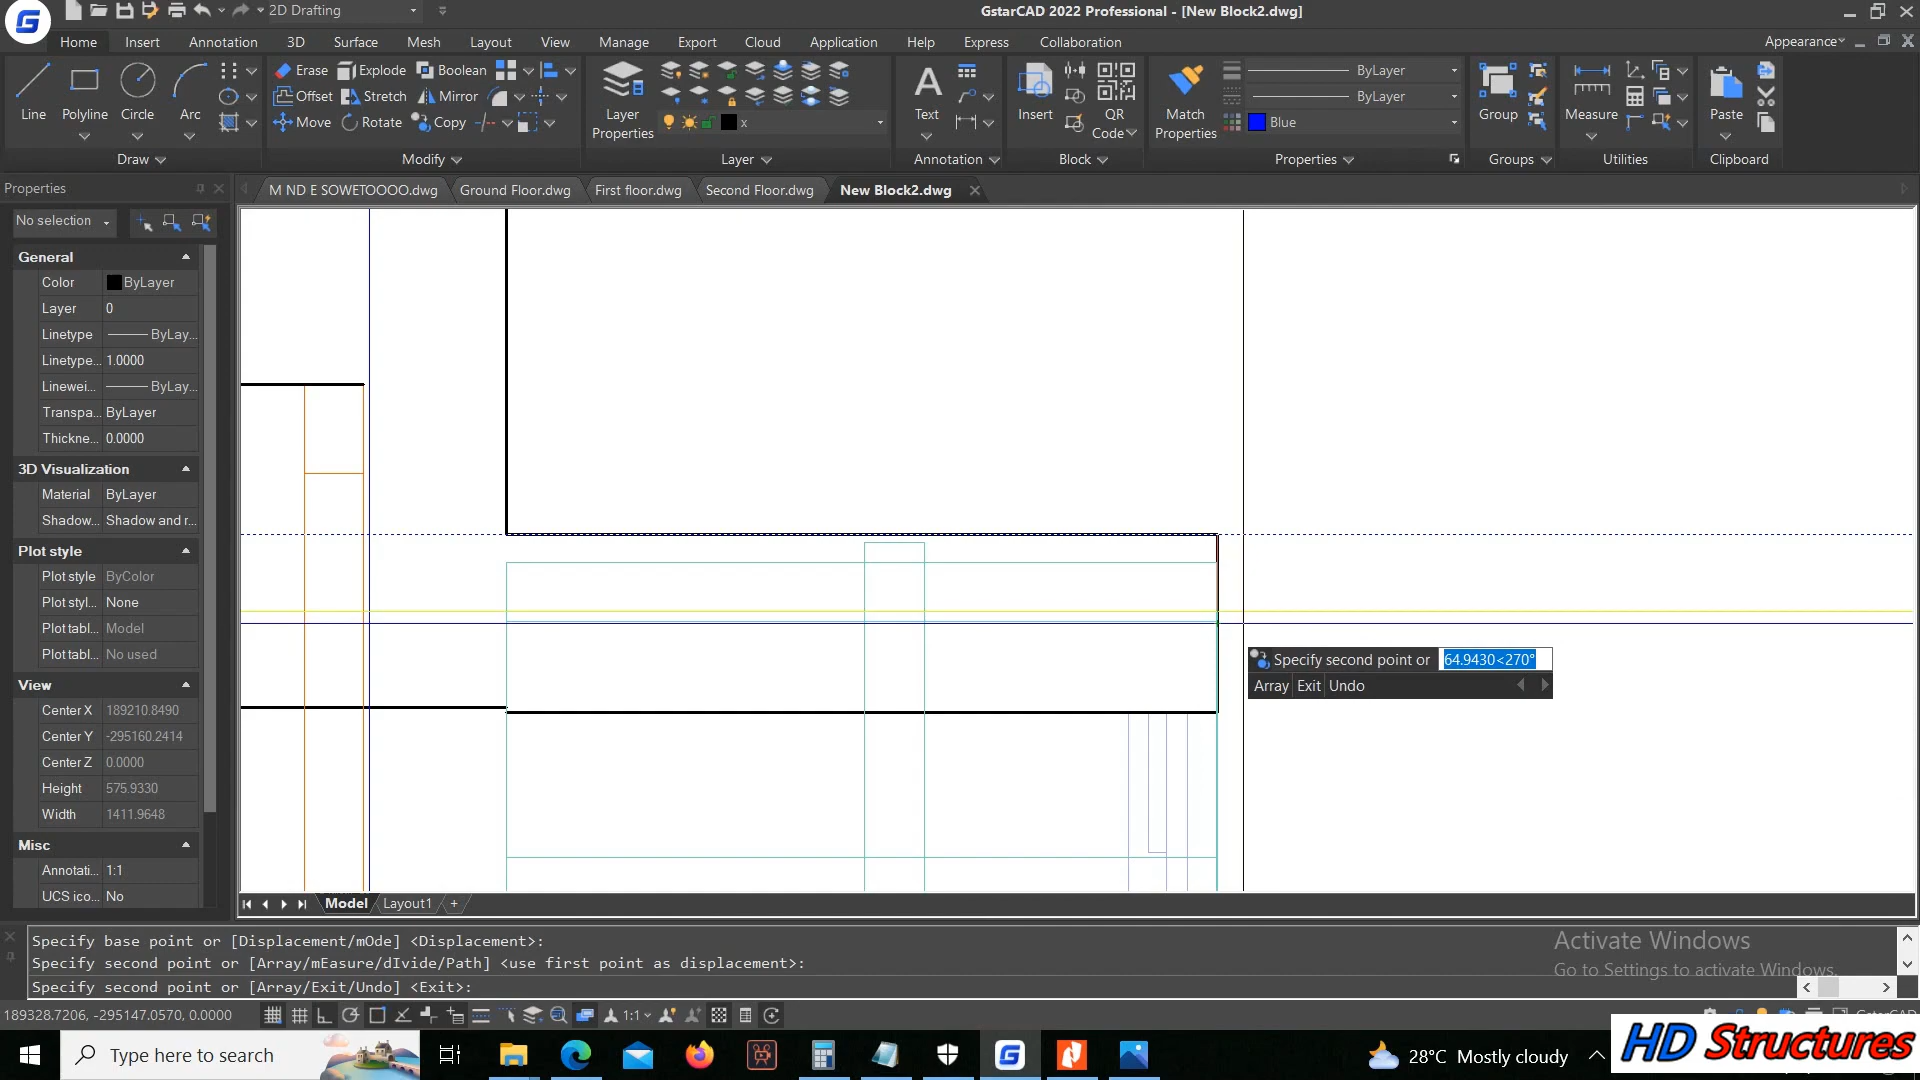 2D Drafting
GstarCAD 2022 Professional - [New Block2.dwg]
Home Insert Annotation 3D Surface Mesh Layout View Manage Export Cloud Application Help Express Collaboration Appearance
Line Polyline Circle Arc
Erase Explode Boolean
Offset Stretch Mirror
Move Rotate Copy
Layer Properties
x
Text
Insert
QR Code
Match Properties
ByLayer
ByLayer
Blue
Group Measure Paste
Draw Modify Layer Annotation Block Properties Groups Utilities Clipboard
Properties
M ND E SOWETOOOO.dwg Ground Floor.dwg First floor.dwg Second Floor.dwg New Block2.dwg
No selection
General
Color ByLayer
Layer 0
Linetype ByLay...
Linetype... 1.0000
Linewei... ByLay...
Transpa... ByLayer
Thickne... 0.0000
3D Visualization
Material ByLayer
Shadow... Shadow and r...
Plot style
Plot style ByColor
Plot styl... None
Plot tabl... Model
Plot tabl... No used
View
Center X 189210.8490
Center Y -295160.2414
Center Z 0.0000
Height 575.9330
Width 1411.9648
Misc
Annotati... 1:1
UCS ico... No
Specify second point or 64.9430<270°
Array Exit Undo
Model Layout1 +
Specify base point or [Displacement/mOde] <Displacement>:
Specify second point or [Array/mEasure/dIvide/Path] <use first point as displacement>:
Specify second point or [Array/Exit/Undo] <Exit>:
Activate Windows
Go to Settings to activate Windows.
189328.7206, -295147.0570, 0.0000
1:1
Type here to search
28°C Mostly cloudy
HD Structures